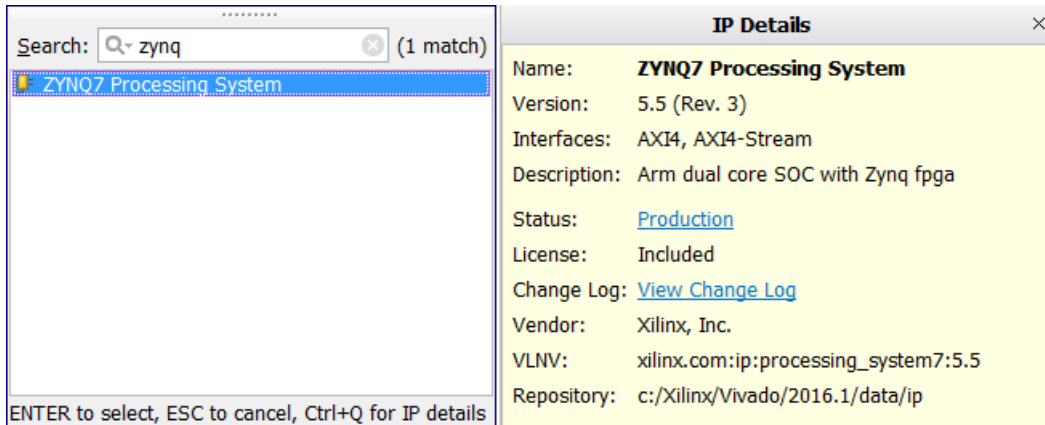 Search: zynq (1 match)
ZYNQ7 Processing System
ENTER to select, ESC to cancel, Ctrl+Q for IP details
IP Details
Name: ZYNQ7 Processing System
Version: 5.5 (Rev. 3)
Interfaces: AXI4, AXI4-Stream
Description: Arm dual core SOC with Zynq fpga
Status: Production
License: Included
Change Log: View Change Log
Vendor: Xilinx, Inc.
VLNV: xilinx.com:ip:processing_system7:5.5
Repository: c:/Xilinx/Vivado/2016.1/data/ip